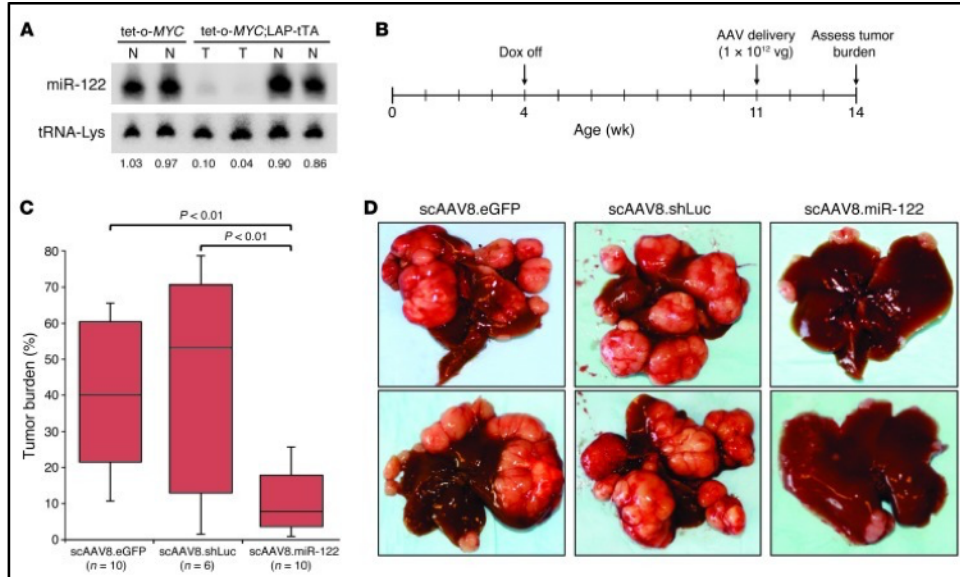 A
tet-o-MYC tet-o-MYC;LAP-tTA
N N T T N N
miR-122
tRNA-Lys
1.03 0.97 0.10 0.04 0.90 0.86
B
Dox off
AAV delivery
(1 × 10¹² vg)
Assess tumor
burden
0 4 11 14
Age (wk)
C
P < 0.01
P < 0.01
80
70
60
50
40
30
20
10
0
Tumor burden (%)
scAAV8.eGFP scAAV8.shLuc scAAV8.miR-122
(n = 10) (n = 6) (n = 10)
D
scAAV8.eGFP scAAV8.shLuc scAAV8.miR-122